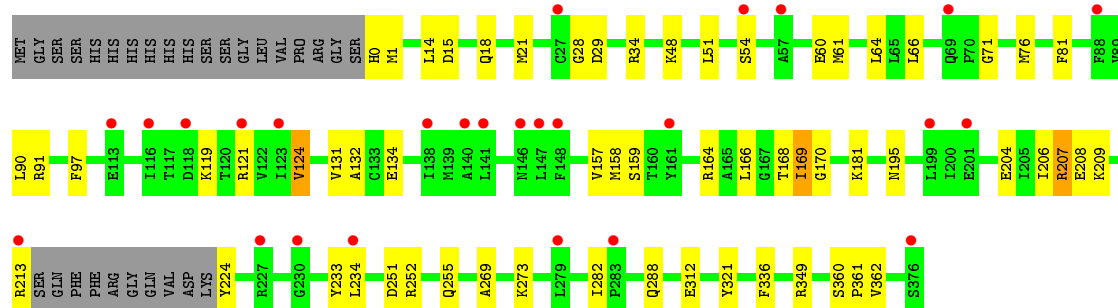 MET GLY SER SER HIS HIS HIS HIS HIS HIS SER SER GLY LEU VAL PRO ARG GLY SER H0 M1 L14 D15 Q18 M21 C27 G28 D29 R34 K48 L51 S54 A57 E60 M61 L64 L65 L66 Q69 P70 G71 M76 F81 F88 V89
L90 R91 F97 E113 I116 T117 D118 K119 T120 R121 V122 I123 V124 V131 A132 C133 E134 I138 M139 A140 L141 N146 L147 F148 V157 M158 S159 T160 Y161 R164 A165 L166 G167 T168 I169 G170 K181 N195 L199 I200 E201 E204 I205 I206 R207 E208 K209
R213 SER GLN PHE PHE ARG GLY GLN VAL ASP LYS Y224 R227 G230 Y233 L234 D251 R252 Q255 A269 K273 L279 I282 P283 Q288 E312 Y321 F336 R349 S360 P361 V362 S376